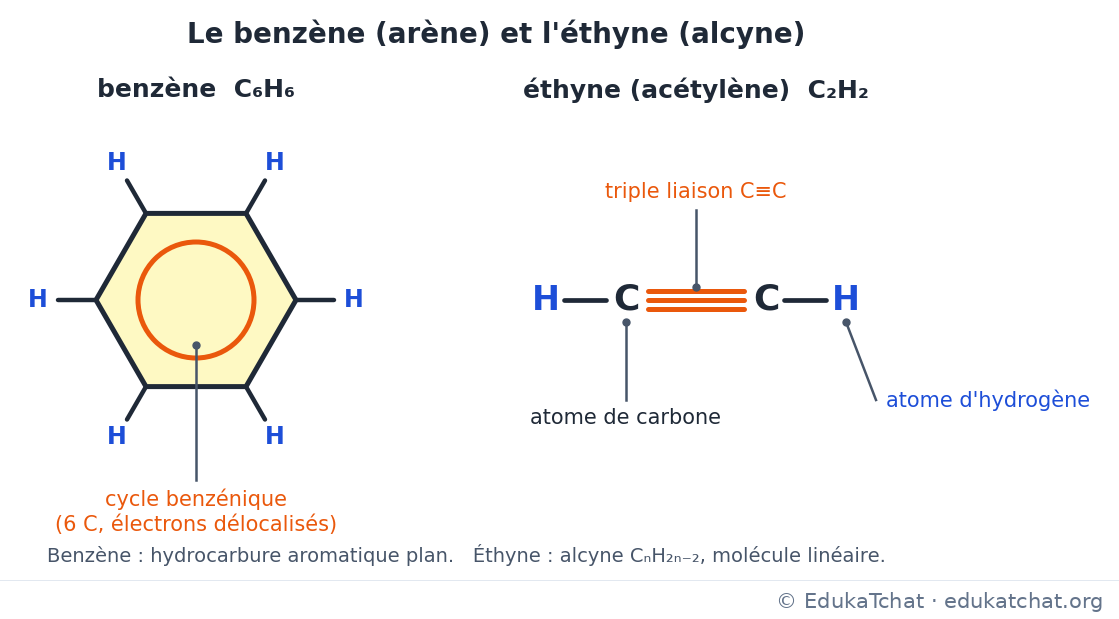 Le benzène (arène) et l'éthyne (alcyne)
benzène  C₆H₆
éthyne (acétylène)  C₂H₂
H
H
H
H
H
H
cycle benzénique
(6 C, électrons délocalisés)
triple liaison C≡C
H C C H
atome de carbone
atome d'hydrogène
Benzène : hydrocarbure aromatique plan.   Éthyne : alcyne CₙH₂ₙ₋₂, molécule linéaire.
© EdukaTchat · edukatchat.org